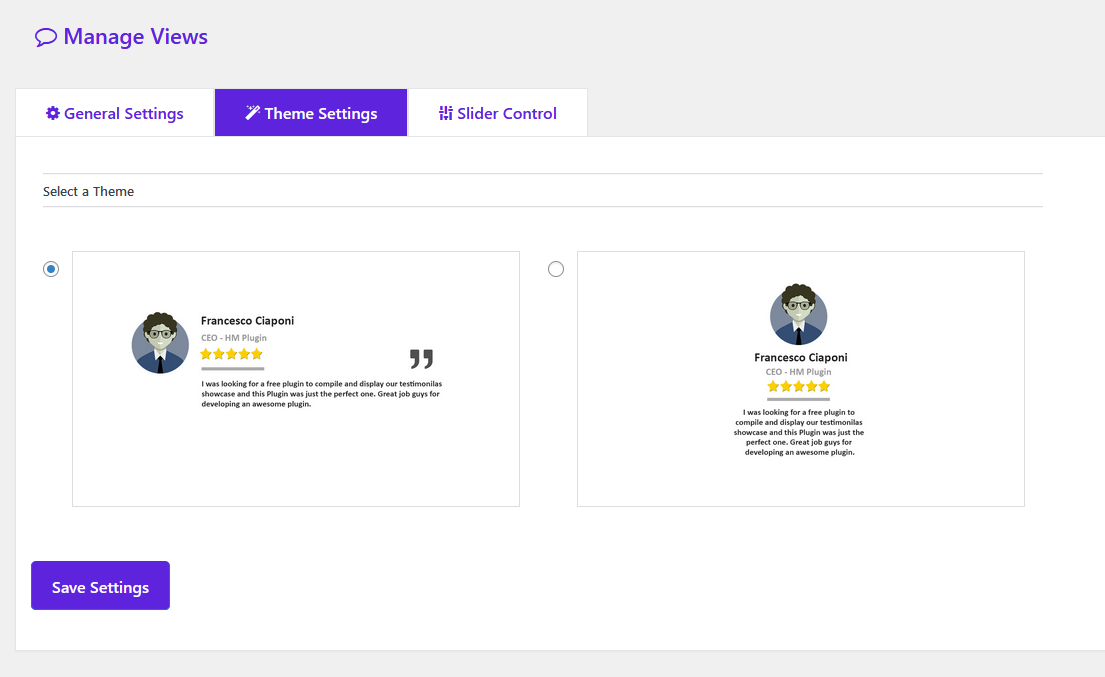 Manage Views
General Settings
Theme Settings
Slider Control
Select a Theme
Francesco Ciaponi
CEO - HM Plugin
I was looking for a free plugin to compile and display our testimonilas
showcase and this Plugin was just the perfect one. Great job guys for
developing an awesome plugin.
Francesco Ciaponi
CEO - HM Plugin
I was looking for a free plugin to
compile and display our testimonilas
showcase and this Plugin was just the
perfect one. Great job guys for
developing an awesome plugin.
Save Settings